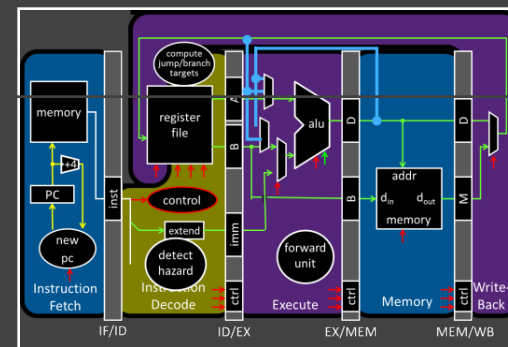 compute
jump/branch
targets
memory
register
file
A
alu
D
D
+4
B
addr
d_in
d_out
memory
inst
control
PC
B
M
extend
imm
new
pc
detect
hazard
forward
unit
Instruction
Fetch
Instruction
Decode
ctrl
Execute
ctrl
Memory
ctrl
Write-
Back
IF/ID
ID/EX
EX/MEM
MEM/WB